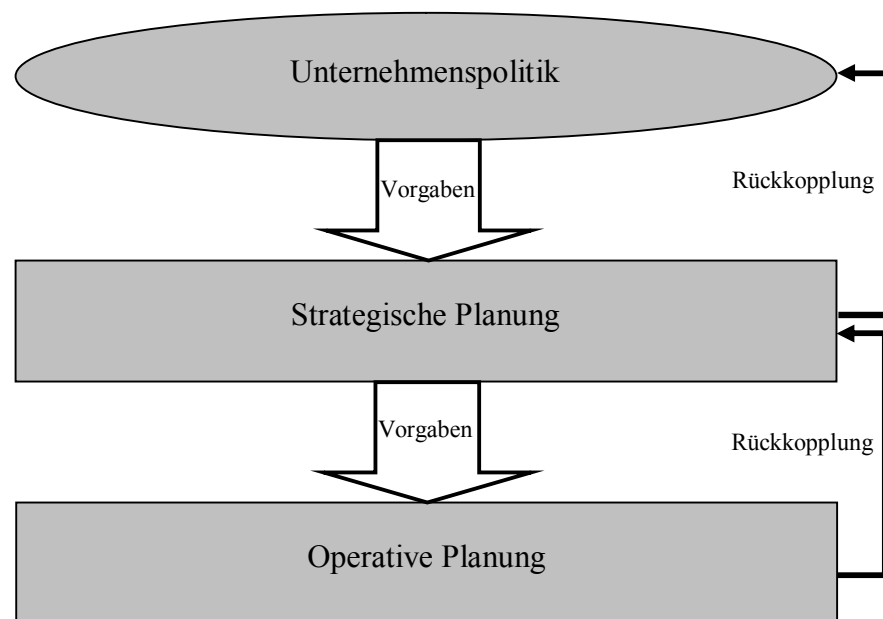 Unternehmenspolitik
Vorgaben
Rückkopplung
Strategische Planung
Vorgaben
Rückkopplung
Operative Planung